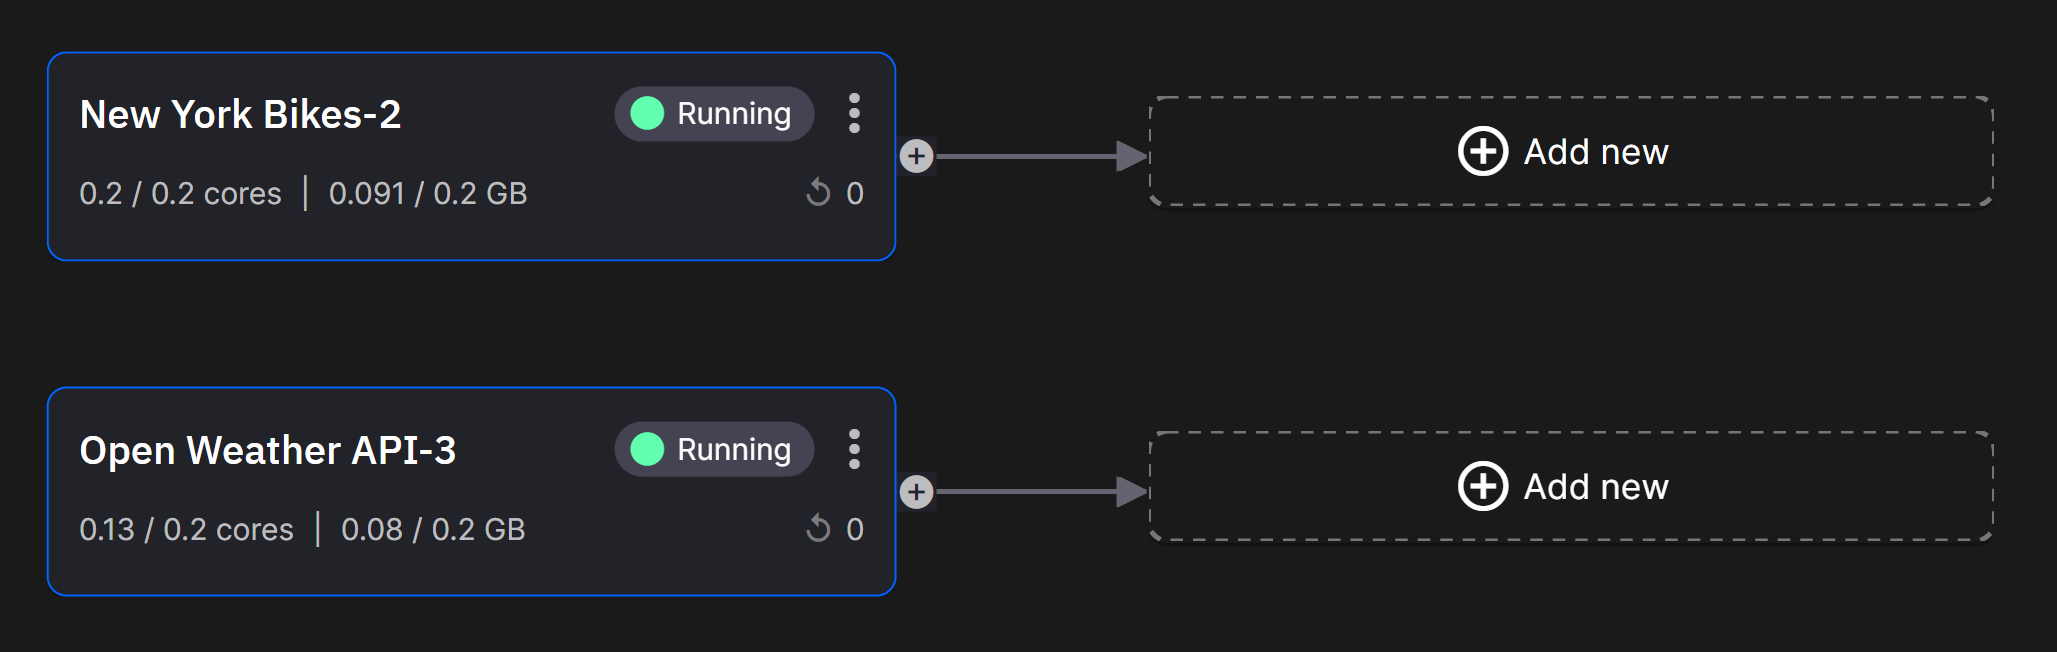 New York Bikes-2 Running
0.2 / 0.2 cores | 0.091 / 0.2 GB 0
Add new
Open Weather API-3 Running
0.13 / 0.2 cores | 0.08 / 0.2 GB 0
Add new